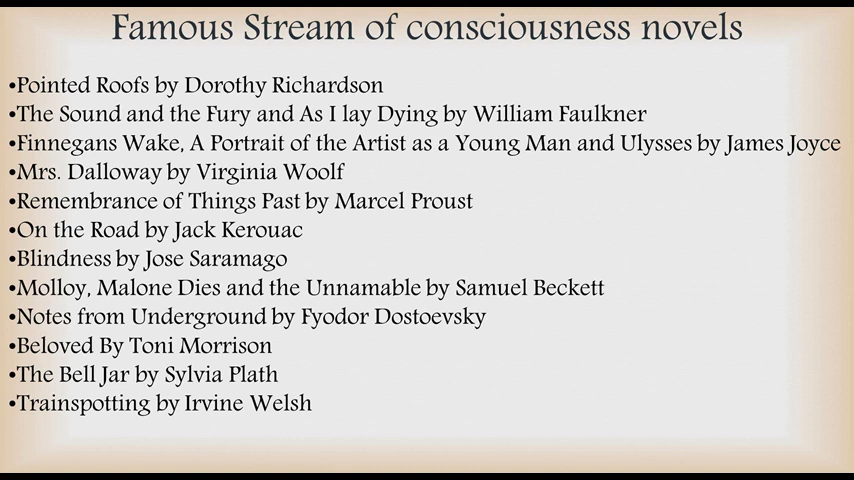 Famous Stream of consciousness novels
•Pointed Roofs by Dorothy Richardson
•The Sound and the Fury and As I lay Dying by William Faulkner
•Finnegans Wake, A Portrait of the Artist as a Young Man and Ulysses by James Joyce
•Mrs. Dalloway by Virginia Woolf
•Remembrance of Things Past by Marcel Proust
•On the Road by Jack Kerouac
•Blindness by Jose Saramago
•Molloy, Malone Dies and the Unnamable by Samuel Beckett
•Notes from Underground by Fyodor Dostoevsky
•Beloved By Toni Morrison
•The Bell Jar by Sylvia Plath
•Trainspotting by Irvine Welsh